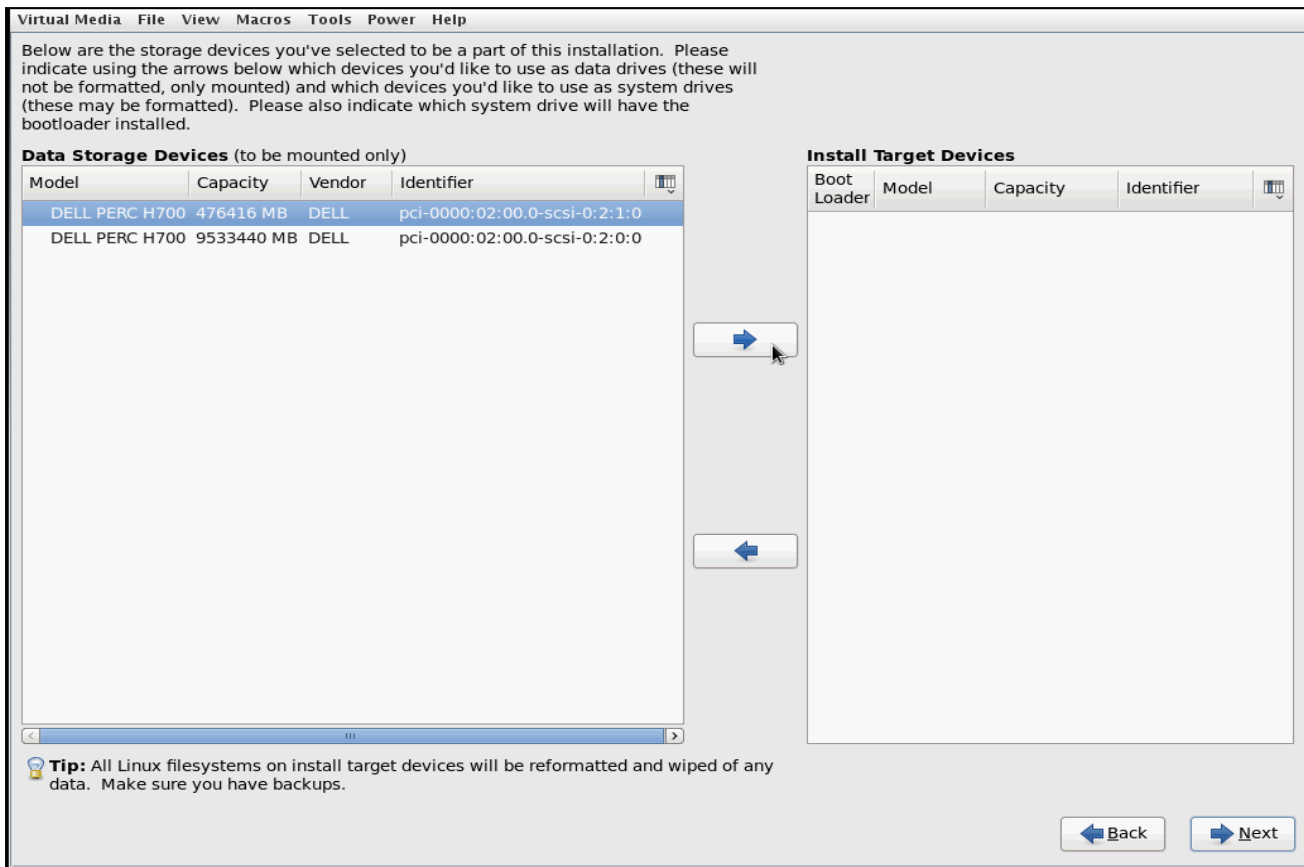 Virtual Media File View Macros Tools Power Help
Below are the storage devices you've selected to be a part of this installation. Please
indicate using the arrows below which devices you'd like to use as data drives (these will
not be formatted, only mounted) and which devices you'd like to use as system drives
(these may be formatted). Please also indicate which system drive will have the
bootloader installed.
Data Storage Devices (to be mounted only)
Model Capacity Vendor Identifier
DELL PERC H700 476416 MB DELL pci-0000:02:00.0-scsi-0:2:1:0
DELL PERC H700 9533440 MB DELL pci-0000:02:00.0-scsi-0:2:0:0
Install Target Devices
Boot
Loader Model Capacity Identifier
Tip: All Linux filesystems on install target devices will be reformatted and wiped of any
data. Make sure you have backups.
Back Next